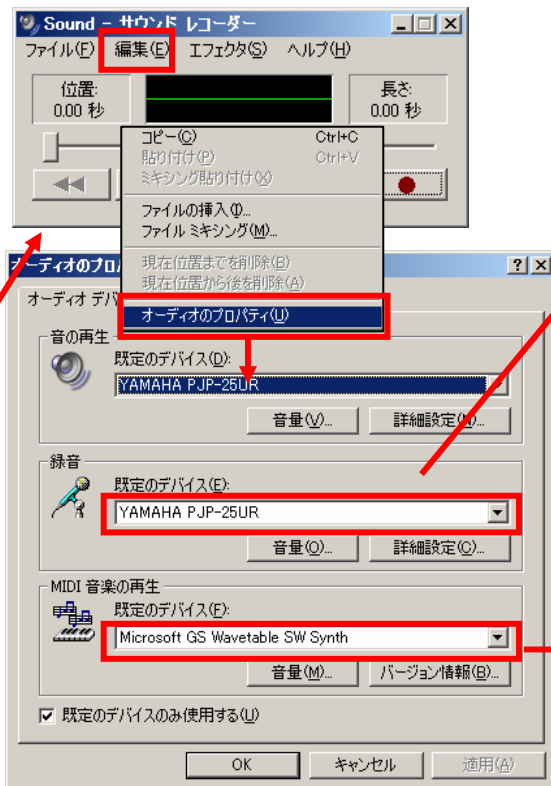 Sound - サウンド レコーダー
ファイル(F) 編集(E) エフェクタ(S) ヘルプ(H)
位置:
0.00 秒
長さ:
0.00 秒
コピー(C) Ctrl+C
貼り付け(P) Ctrl+V
ミキシング貼り付け(X)
ファイルの挿入(I)...
ファイル ミキシング(M)...
現在位置までを削除(B)
現在位置から後を削除(A)
オーディオのプロパティ(U)
オーディオのプロ
オーディオ デバ
音の再生
既定のデバイス(D):
YAMAHA PJP-25UR
音量(V)... 詳細設定(N)...
録音
既定のデバイス(E):
YAMAHA PJP-25UR
音量(O)... 詳細設定(C)...
MIDI 音楽の再生
既定のデバイス(F):
Microsoft GS Wavetable SW Synth
音量(M)... バージョン情報(B)...
既定のデバイスのみ使用する(U)
OK キャンセル 適用(A)